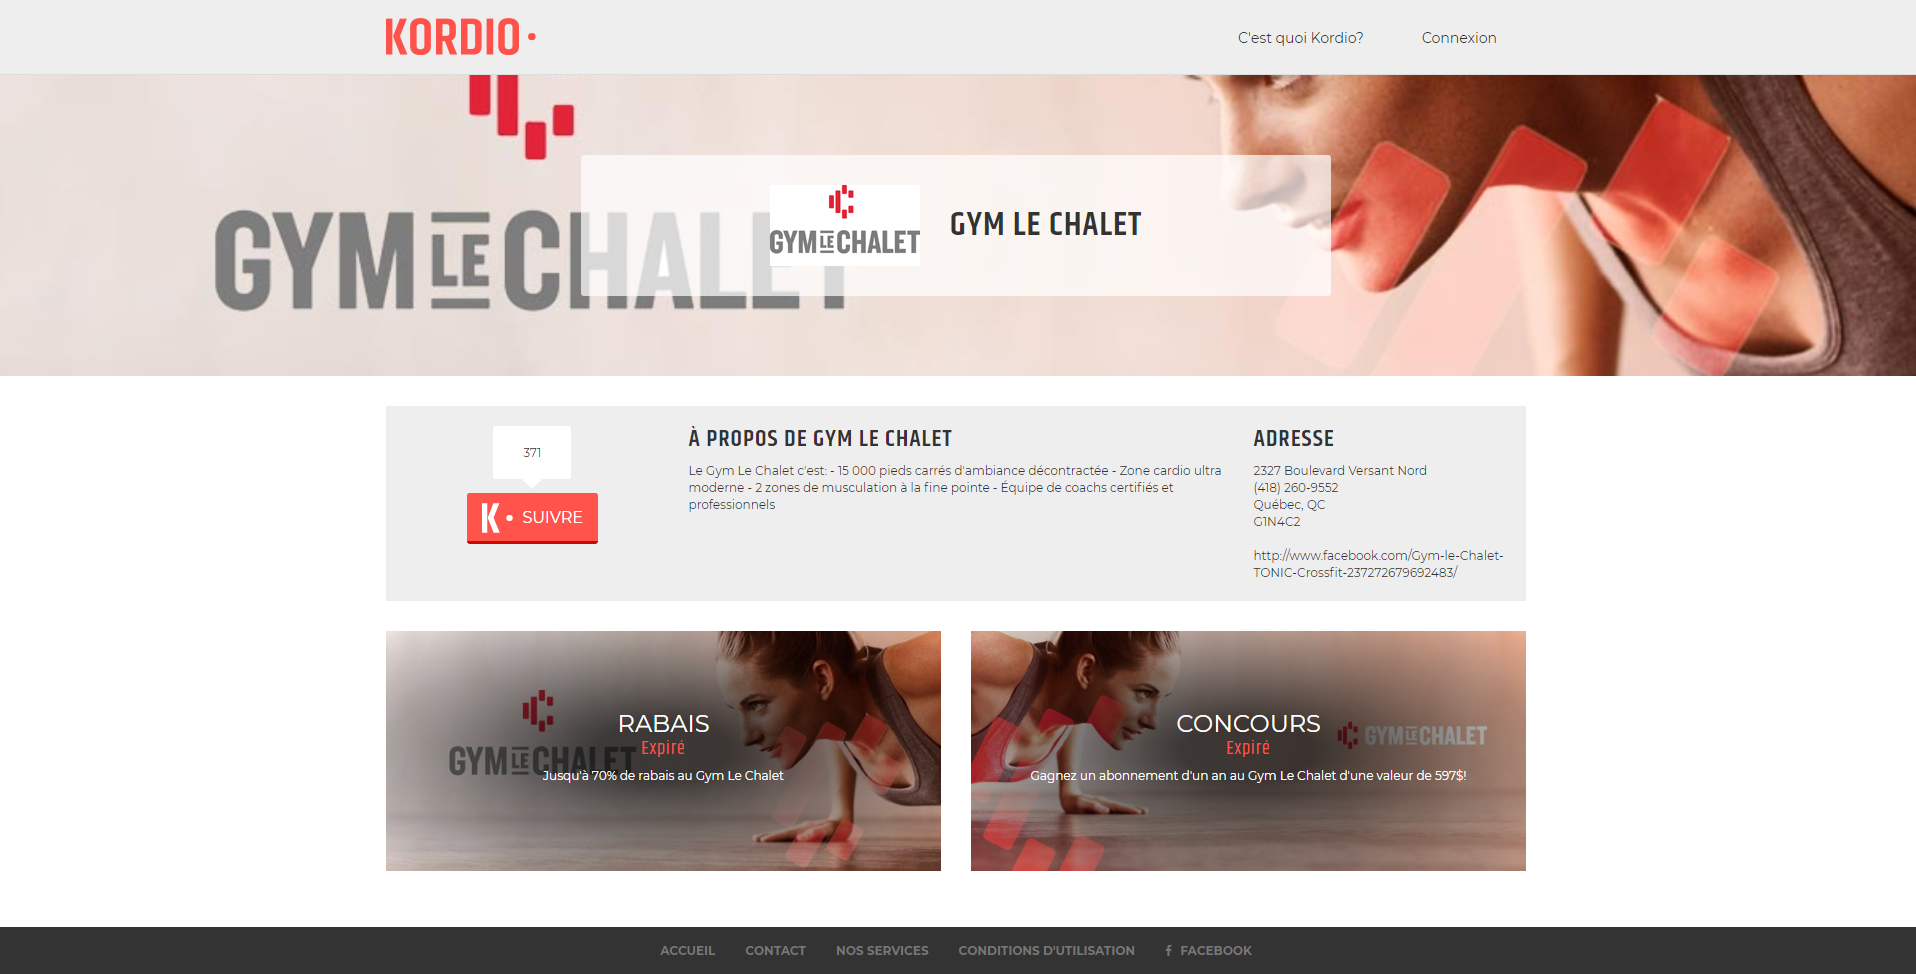 KORDIO
C'est quoi Kordio?
Connexion
GYM LE CHALET
GYM LE CHALET
GYM LE CHALET
371
K SUIVRE
À PROPOS DE GYM LE CHALET
Le Gym Le Chalet c'est: - 15 000 pieds carrés d'ambiance décontractée - Zone cardio ultra
moderne - 2 zones de musculation à la fine pointe - Équipe de coachs certifiés et
professionnels
ADRESSE
2327 Boulevard Versant Nord
(418) 260-9552
Québec, QC
G1N4C2
http://www.facebook.com/Gym-le-Chalet-
TONIC-Crossfit-237272679692483/
GYM LE CHALET
RABAIS
Expiré
Jusqu'à 70% de rabais au Gym Le Chalet
CONCOURS
GYM LE CHALET
Expiré
Gagnez un abonnement d'un an au Gym Le Chalet d'une valeur de 597$!
ACCUEIL
CONTACT
NOS SERVICES
CONDITIONS D'UTILISATION
FACEBOOK